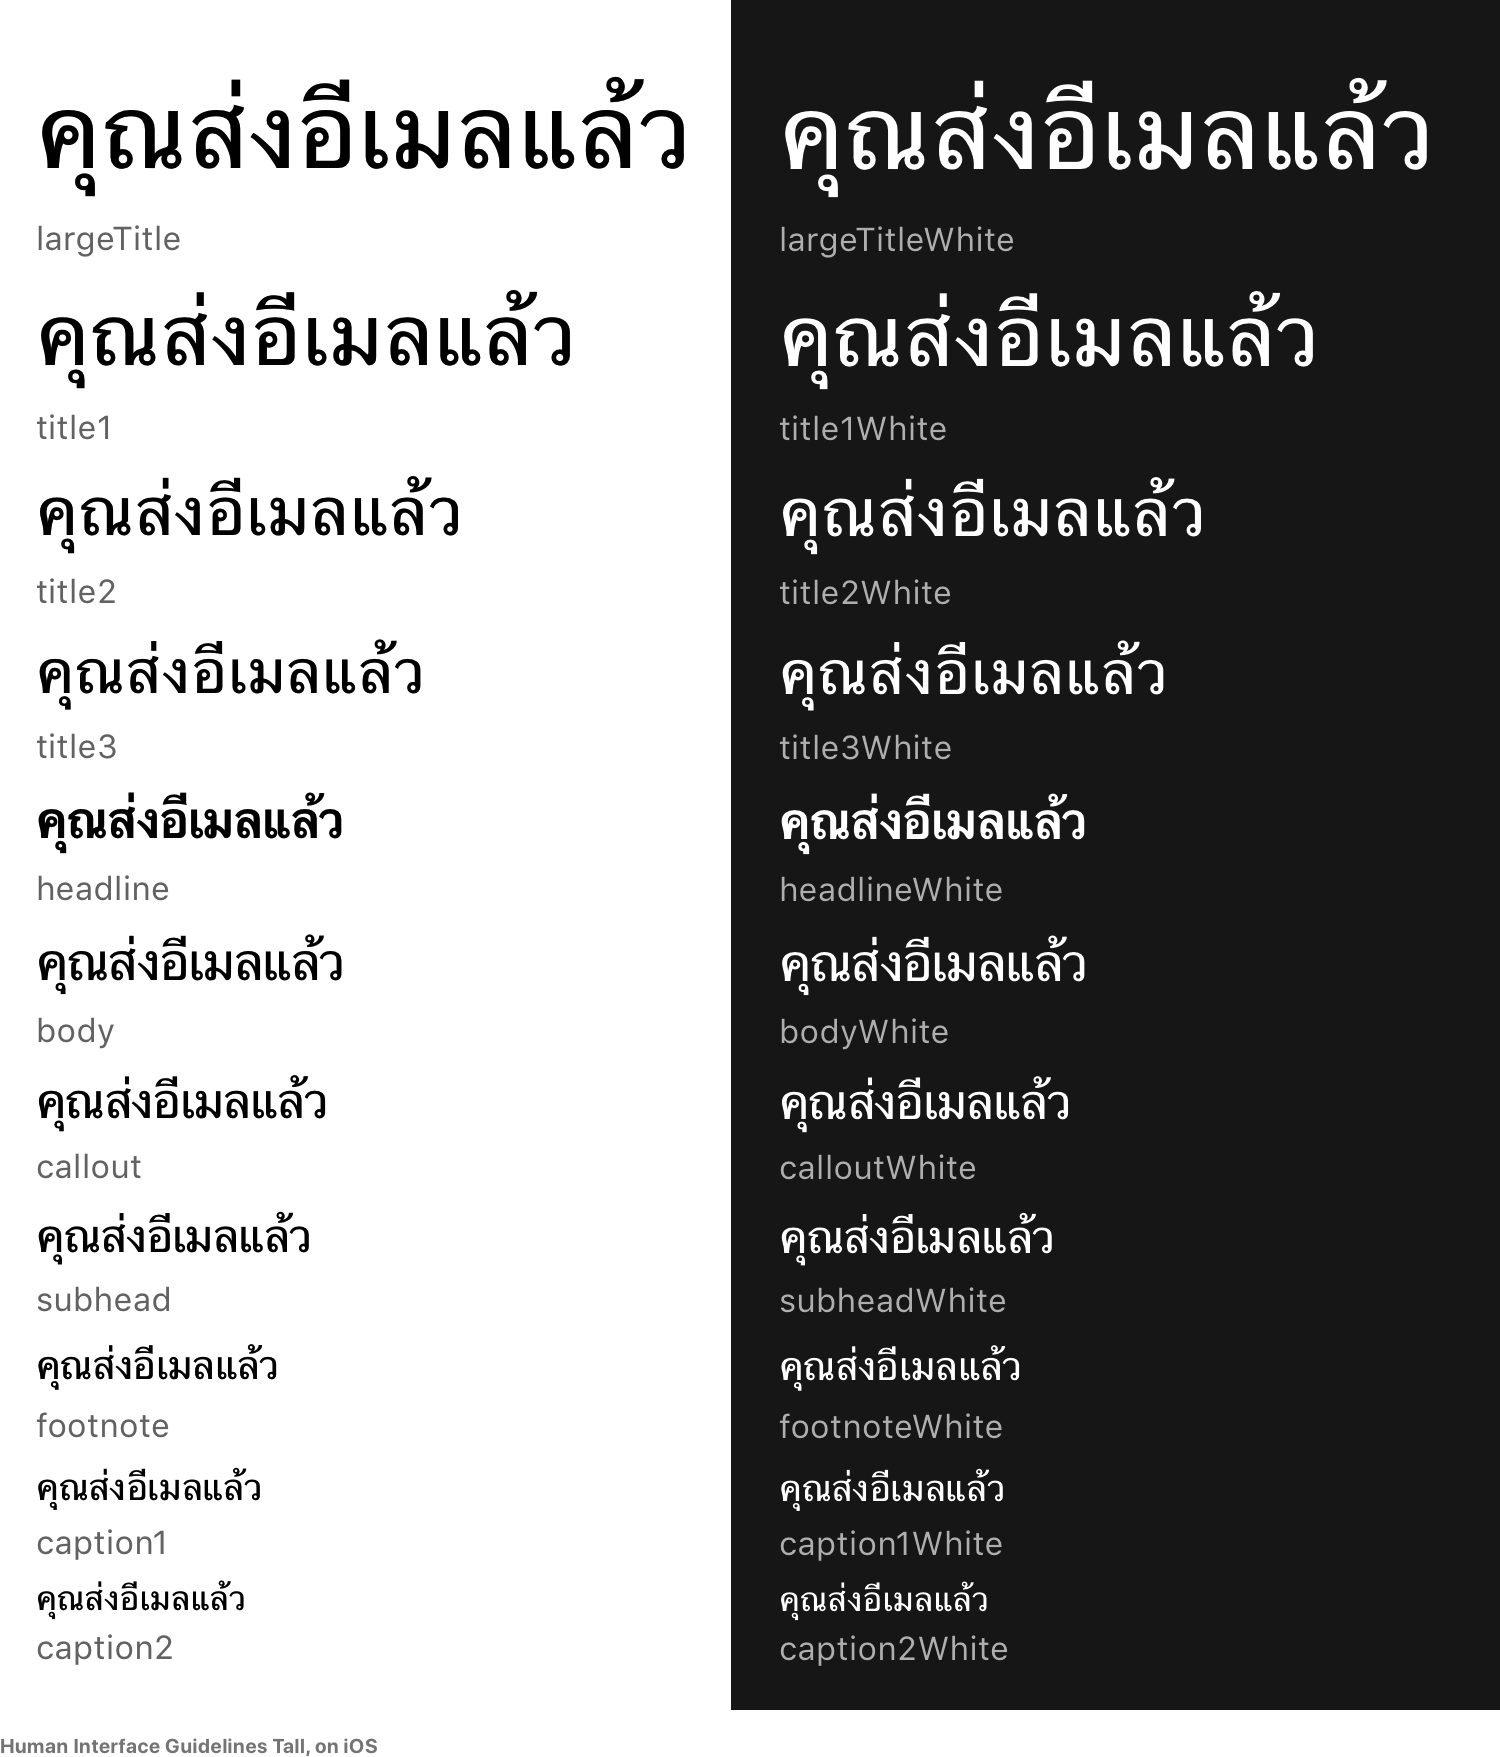 คุณส่งอีเมลแล้ว
largeTitle
คุณส่งอีเมลแล้ว
title1
คุณส่งอีเมลแล้ว
title2
คุณส่งอีเมลแล้ว
title3
คุณส่งอีเมลแล้ว
headline
คุณส่งอีเมลแล้ว
body
คุณส่งอีเมลแล้ว
callout
คุณส่งอีเมลแล้ว
subhead
คุณส่งอีเมลแล้ว
footnote
คุณส่งอีเมลแล้ว
caption1
คุณส่งอีเมลแล้ว
caption2
คุณส่งอีเมลแล้ว
largeTitleWhite
คุณส่งอีเมลแล้ว
title1White
คุณส่งอีเมลแล้ว
title2White
คุณส่งอีเมลแล้ว
title3White
คุณส่งอีเมลแล้ว
headlineWhite
คุณส่งอีเมลแล้ว
bodyWhite
คุณส่งอีเมลแล้ว
calloutWhite
คุณส่งอีเมลแล้ว
subheadWhite
คุณส่งอีเมลแล้ว
footnoteWhite
คุณส่งอีเมลแล้ว
caption1White
คุณส่งอีเมลแล้ว
caption2White
Human Interface Guidelines Tall, on iOS